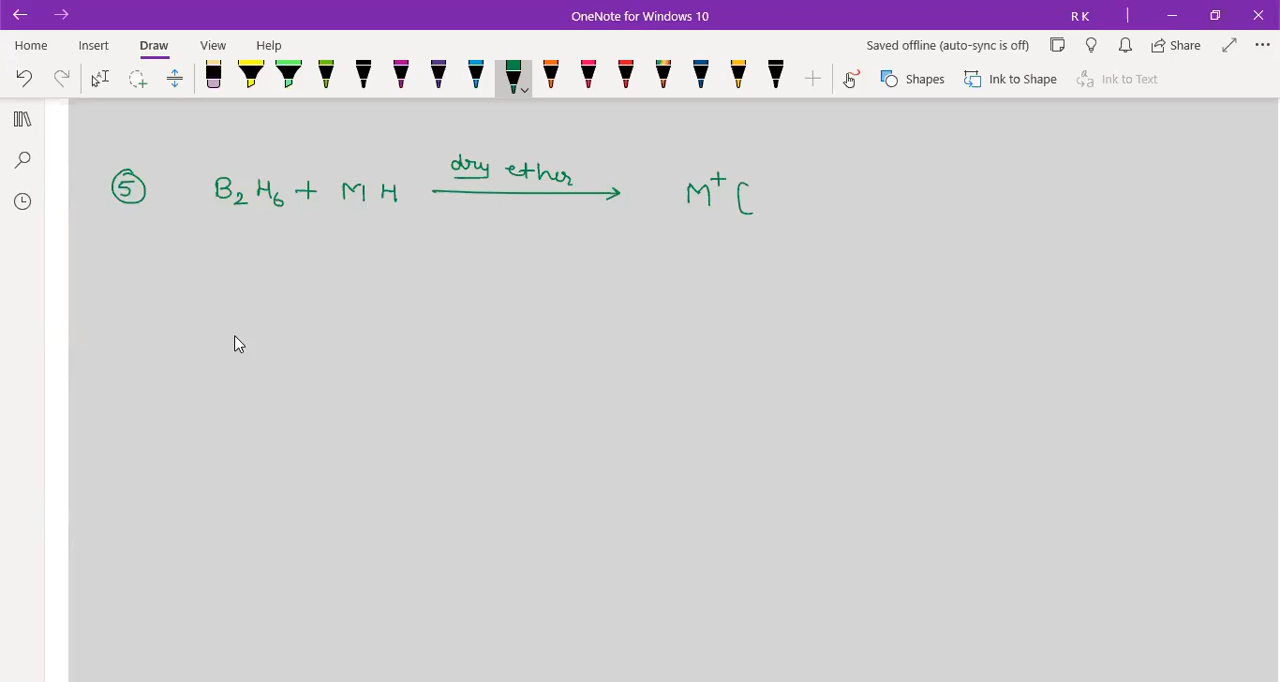 OneNote for Windows 10
R K
Home Insert Draw View Help
Saved offline (auto-sync is off)
Share
Shapes
Ink to Shape
Ink to Text
dry ether
⑤ B₂H₆ + MH ⟶ M⁺ [